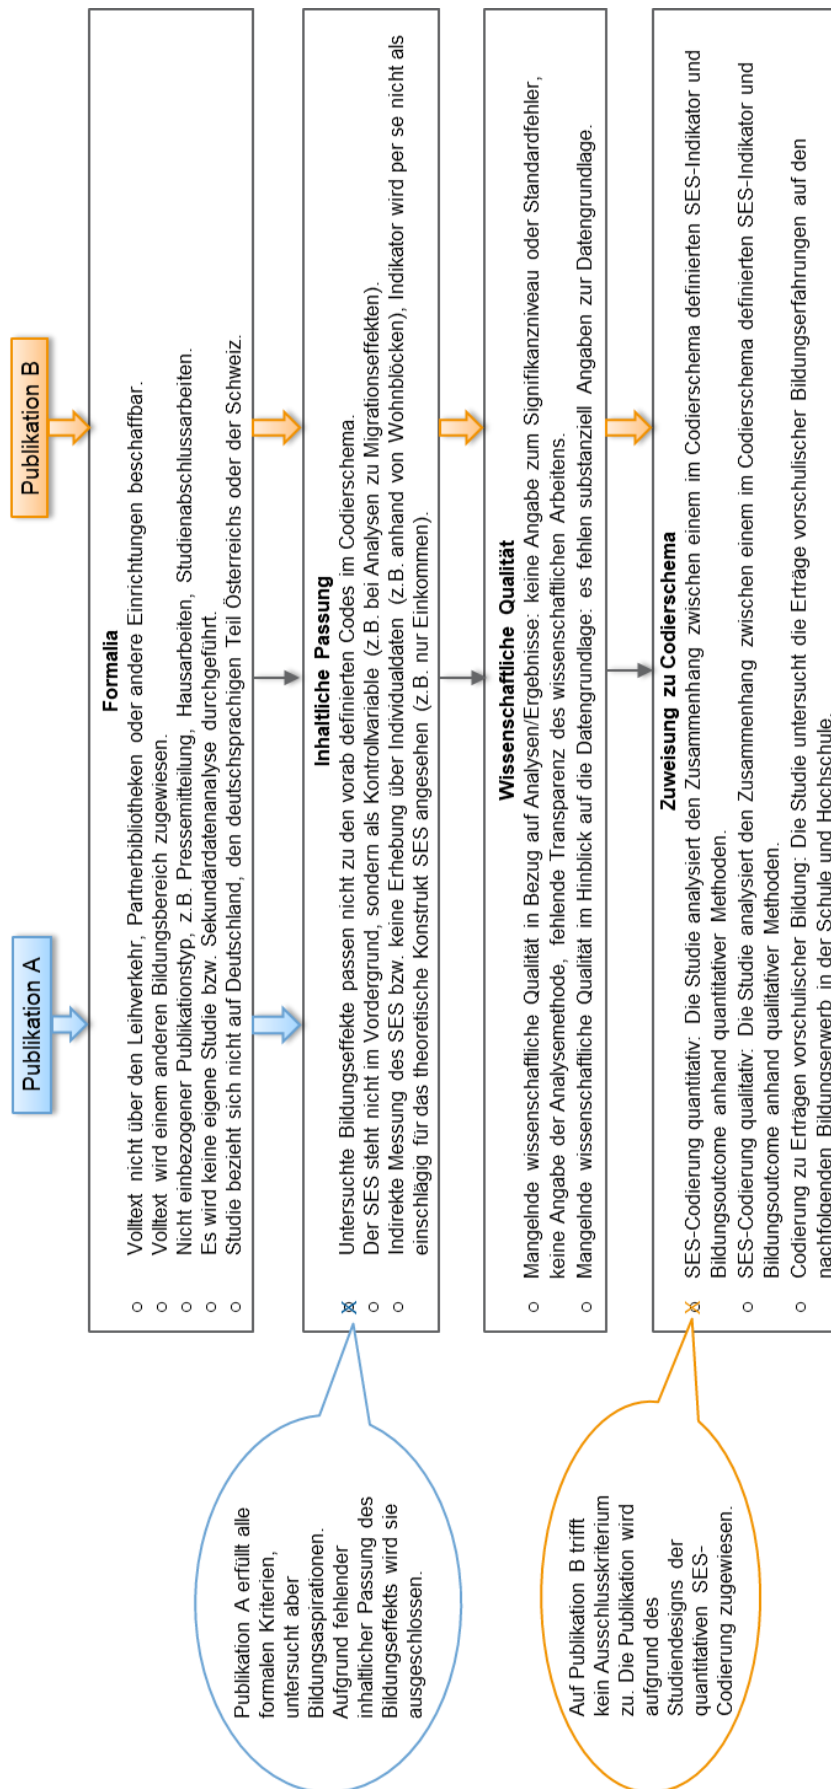 Publikation A
Publikation B
Formalia
○ Volltext nicht über den Leihverkehr, Partnerbibliotheken oder andere Einrichtungen beschaffbar.
○ Volltext wird einem anderen Bildungsbereich zugewiesen.
○ Nicht einbezogener Publikationstyp, z.B. Pressemitteilung, Hausarbeiten, Studienabschlussarbeiten.
○ Es wird keine eigene Studie bzw. Sekundärdatenanalyse durchgeführt.
○ Studie bezieht sich nicht auf Deutschland, den deutschsprachigen Teil Österreichs oder der Schweiz.
Publikation A erfüllt alle
formalen Kriterien,
untersucht aber
Bildungsaspirationen.
Aufgrund fehlender
inhaltlicher Passung des
Bildungseffekts wird sie
ausgeschlossen.
Inhaltliche Passung
Untersuchte Bildungseffekte passen nicht zu den vorab definierten Codes im Codierschema.
○ Der SES steht nicht im Vordergrund, sondern als Kontrollvariable (z.B. bei Analysen zu Migrationseffekten).
○ Indirekte Messung des SES bzw. keine Erhebung über Individualdaten (z.B. anhand von Wohnblöcken), Indikator wird per se nicht als
einschlägig für das theoretische Konstrukt SES angesehen (z.B. nur Einkommen).
Wissenschaftliche Qualität
○ Mangelnde wissenschaftliche Qualität in Bezug auf Analysen/Ergebnisse: keine Angabe zum Signifikanzniveau oder Standardfehler,
keine Angabe der Analysemethode, fehlende Transparenz des wissenschaftlichen Arbeitens.
○ Mangelnde wissenschaftliche Qualität im Hinblick auf die Datengrundlage: es fehlen substanziell Angaben zur Datengrundlage.
Auf Publikation B trifft
kein Ausschlusskriterium
zu. Die Publikation wird
aufgrund des
Studiendesigns der
quantitativen SES-
Codierung zugewiesen.
Zuweisung zu Codierschema
SES-Codierung quantitativ: Die Studie analysiert den Zusammenhang zwischen einem im Codierschema definierten SES-Indikator und
Bildungsoutcome anhand quantitativer Methoden.
○ SES-Codierung qualitativ: Die Studie analysiert den Zusammenhang zwischen einem im Codierschema definierten SES-Indikator und
Bildungsoutcome anhand qualitativer Methoden.
○ Codierung zu Erträgen vorschulischer Bildung: Die Studie untersucht die Erträge vorschulischer Bildungserfahrungen auf den
nachfolgenden Bildungserwerb in der Schule und Hochschule.